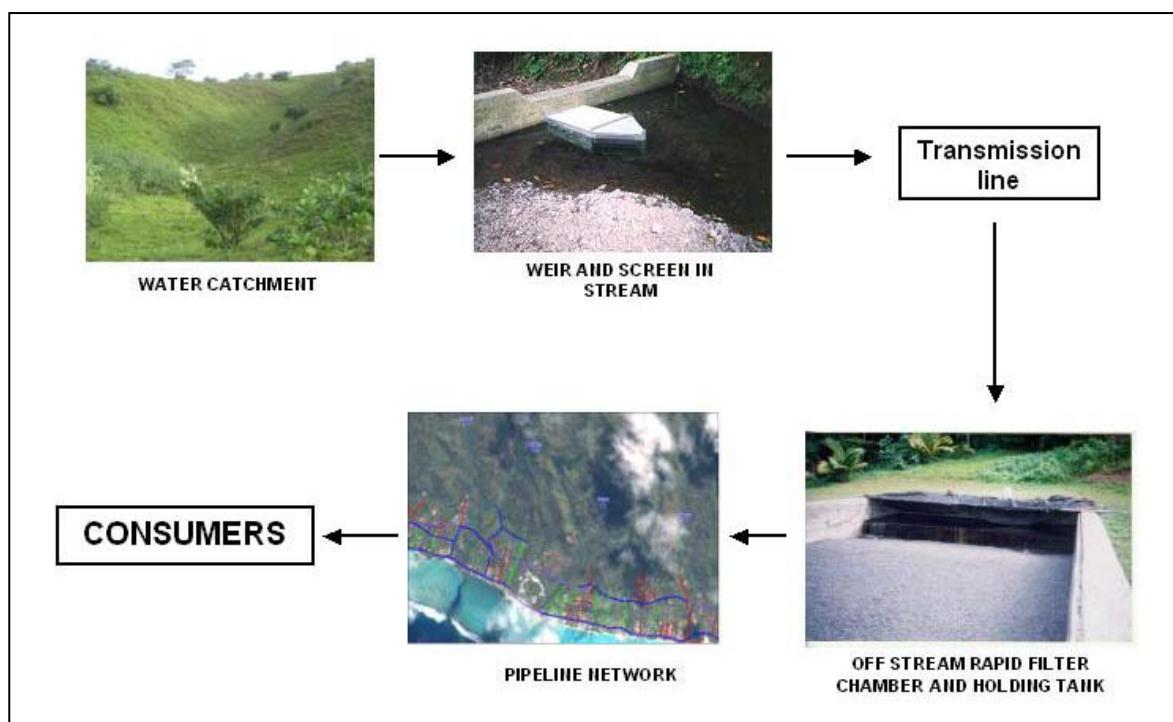 WATER CATCHMENT
WEIR AND SCREEN IN
STREAM
Transmission
line
OFF STREAM RAPID FILTER
CHAMBER AND HOLDING TANK
PIPELINE NETWORK
CONSUMERS